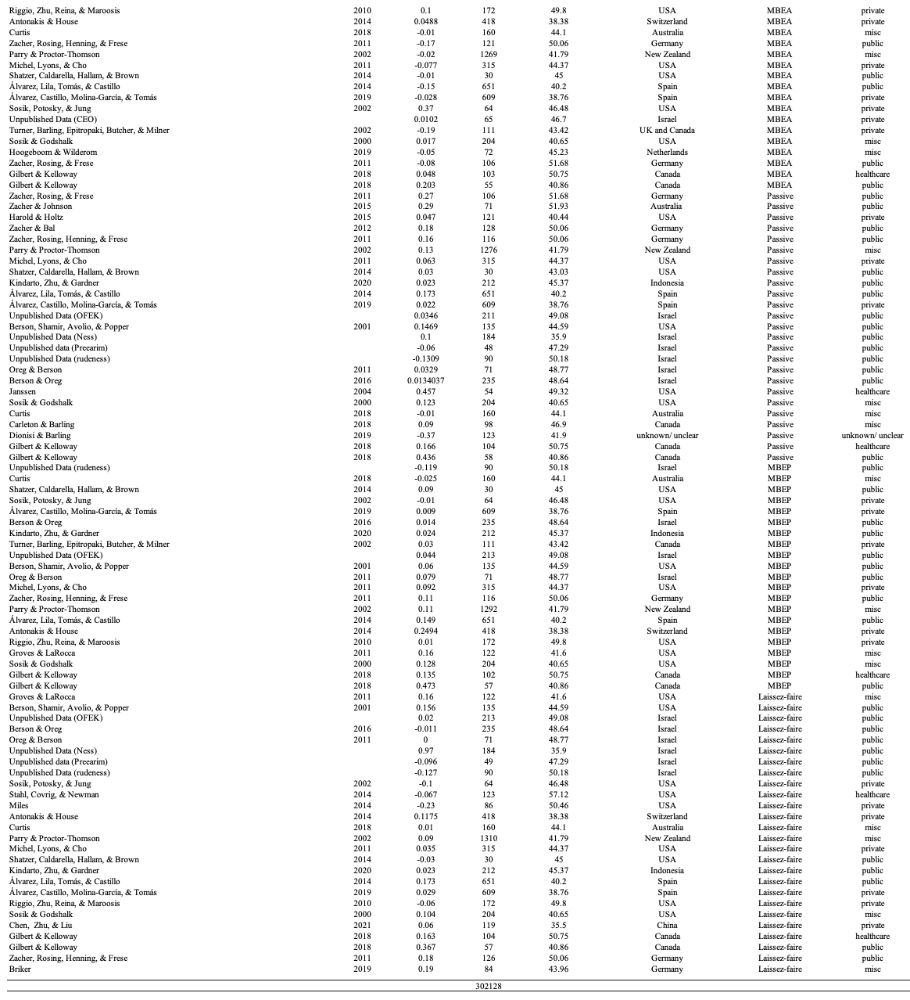 Riggio, Zhu, Reina, & Maroosis 2010 0.1 172 49.8 USA MBEA private
Antonakis & House 2014 0.0488 418 38.38 Switzerland MBEA private
Curtis 2018 -0.01 160 44.1 Australia MBEA misc
Zacher, Rosing, Henning, & Frese 2011 -0.17 121 50.06 Germany MBEA public
Parry & Proctor-Thomson 2002 -0.02 1269 41.79 New Zealand MBEA misc
Michel, Lyons, & Cho 2011 -0.077 315 44.37 USA MBEA private
Shatzer, Caldarella, Hallam, & Brown 2014 -0.01 30 45 USA MBEA public
Álvarez, Lila, Tomás, & Castillo 2014 -0.15 651 40.2 Spain MBEA public
Álvarez, Castillo, Molina-García, & Tomás 2019 -0.028 609 38.76 Spain MBEA private
Sosik, Potosky, & Jung 2002 0.37 64 46.48 USA MBEA private
Unpublished Data (CEO) 0.0102 65 46.7 Israel MBEA private
Turner, Barling, Epitropaki, Butcher, & Milner 2002 -0.19 111 43.42 UK and Canada MBEA private
Sosik & Godshalk 2000 0.017 204 40.65 USA MBEA misc
Hoogeboom & Wilderom 2019 -0.05 72 45.23 Netherlands MBEA misc
Zacher, Rosing, & Frese 2011 -0.08 106 51.68 Germany MBEA public
Gilbert & Kelloway 2018 0.048 103 50.75 Canada MBEA healthcare
Gilbert & Kelloway 2018 0.203 55 40.86 Canada MBEA public
Zacher, Rosing, & Frese 2011 0.27 106 51.68 Germany Passive public
Zacher & Johnson 2015 0.29 71 51.93 Australia Passive public
Harold & Holtz 2015 0.047 121 40.44 USA Passive private
Zacher & Bal 2012 0.18 128 50.06 Germany Passive public
Zacher, Rosing, Henning, & Frese 2011 0.16 116 50.06 Germany Passive public
Parry & Proctor-Thomson 2002 0.13 1276 41.79 New Zealand Passive misc
Michel, Lyons, & Cho 2011 0.063 315 44.37 USA Passive private
Shatzer, Caldarella, Hallam, & Brown 2014 0.03 30 43.03 USA Passive public
Kindarto, Zhu, & Gardner 2020 0.023 212 45.37 Indonesia Passive public
Álvarez, Lila, Tomás, & Castillo 2014 0.173 651 40.2 Spain Passive public
Álvarez, Castillo, Molina-García, & Tomás 2019 0.022 609 38.76 Spain Passive private
Unpublished Data (OFEK) 0.0346 211 49.08 Israel Passive public
Berson, Shamir, Avolio, & Popper 2001 0.1469 135 44.59 USA Passive public
Unpublished Data (Ness) 0.1 184 35.9 Israel Passive public
Unpublished data (Preearim) -0.06 48 47.29 Israel Passive public
Unpublished Data (rudeness) -0.1309 90 50.18 Israel Passive public
Oreg & Berson 2011 0.0329 71 48.77 Israel Passive public
Berson & Oreg 2016 0.0134037 235 48.64 Israel Passive public
Janssen 2004 0.457 54 49.32 USA Passive healthcare
Sosik & Godshalk 2000 0.123 204 40.65 USA Passive misc
Curtis 2018 -0.01 160 44.1 Australia Passive misc
Carleton & Barling 2018 0.09 98 46.9 Canada Passive misc
Dionisi & Barling 2019 -0.37 123 41.9 unknown/ unclear Passive unknown/ unclear
Gilbert & Kelloway 2018 0.166 104 50.75 Canada Passive healthcare
Gilbert & Kelloway 2018 0.436 58 40.86 Canada Passive public
Unpublished Data (rudeness) -0.119 90 50.18 Israel MBEP public
Curtis 2018 -0.025 160 44.1 Australia MBEP misc
Shatzer, Caldarella, Hallam, & Brown 2014 0.09 30 45 USA MBEP public
Sosik, Potosky, & Jung 2002 -0.01 64 46.48 USA MBEP private
Álvarez, Castillo, Molina-García, & Tomás 2019 0.009 609 38.76 Spain MBEP private
Berson & Oreg 2016 0.014 235 48.64 Israel MBEP public
Kindarto, Zhu, & Gardner 2020 0.024 212 45.37 Indonesia MBEP public
Turner, Barling, Epitropaki, Butcher, & Milner 2002 0.03 111 43.42 Canada MBEP private
Unpublished Data (OFEK) 0.044 213 49.08 Israel MBEP public
Berson, Shamir, Avolio, & Popper 2001 0.06 135 44.59 USA MBEP public
Oreg & Berson 2011 0.079 71 48.77 Israel MBEP public
Michel, Lyons, & Cho 2011 0.092 315 44.37 USA MBEP private
Zacher, Rosing, Henning, & Frese 2011 0.11 116 50.06 Germany MBEP public
Parry & Proctor-Thomson 2002 0.11 1292 41.79 New Zealand MBEP misc
Álvarez, Lila, Tomás, & Castillo 2014 0.149 651 40.2 Spain MBEP public
Antonakis & House 2014 0.2494 418 38.38 Switzerland MBEP private
Riggio, Zhu, Reina, & Maroosis 2010 0.01 172 49.8 USA MBEP private
Groves & LaRocca 2011 0.16 122 41.6 USA MBEP misc
Sosik & Godshalk 2000 0.128 204 40.65 USA MBEP misc
Gilbert & Kelloway 2018 0.135 102 50.75 Canada MBEP healthcare
Gilbert & Kelloway 2018 0.473 57 40.86 Canada MBEP public
Groves & LaRocca 2011 0.16 122 41.6 USA Laissez-faire misc
Berson, Shamir, Avolio, & Popper 2001 0.156 135 44.59 USA Laissez-faire public
Unpublished Data (OFEK) 0.02 213 49.08 Israel Laissez-faire public
Berson & Oreg 2016 -0.011 235 48.64 Israel Laissez-faire public
Oreg & Berson 2011 0 71 48.77 Israel Laissez-faire public
Unpublished Data (Ness) 0.97 184 35.9 Israel Laissez-faire public
Unpublished data (Preearim) -0.096 49 47.29 Israel Laissez-faire public
Unpublished Data (rudeness) -0.127 90 50.18 Israel Laissez-faire public
Sosik, Potosky, & Jung 2002 -0.1 64 46.48 USA Laissez-faire private
Stahl, Covrig, & Newman 2014 -0.067 123 57.12 USA Laissez-faire healthcare
Miles 2014 -0.23 86 50.46 USA Laissez-faire private
Antonakis & House 2014 0.1175 418 38.38 Switzerland Laissez-faire private
Curtis 2018 0.01 160 44.1 Australia Laissez-faire misc
Parry & Proctor-Thomson 2002 0.09 1310 41.79 New Zealand Laissez-faire misc
Michel, Lyons, & Cho 2011 0.035 315 44.37 USA Laissez-faire private
Shatzer, Caldarella, Hallam, & Brown 2014 -0.03 30 45 USA Laissez-faire public
Kindarto, Zhu, & Gardner 2020 0.023 212 45.37 Indonesia Laissez-faire public
Álvarez, Lila, Tomás, & Castillo 2014 0.173 651 40.2 Spain Laissez-faire public
Álvarez, Castillo, Molina-García, & Tomás 2019 0.029 609 38.76 Spain Laissez-faire private
Riggio, Zhu, Reina, & Maroosis 2010 -0.06 172 49.8 USA Laissez-faire private
Sosik & Godshalk 2000 0.104 204 40.65 USA Laissez-faire misc
Chen, Zhu, & Liu 2021 0.06 119 35.5 China Laissez-faire private
Gilbert & Kelloway 2018 0.163 104 50.75 Canada Laissez-faire healthcare
Gilbert & Kelloway 2018 0.367 57 40.86 Canada Laissez-faire public
Zacher, Rosing, Henning, & Frese 2011 0.18 126 50.06 Germany Laissez-faire public
Briker 2019 0.19 84 43.96 Germany Laissez-faire misc
302128